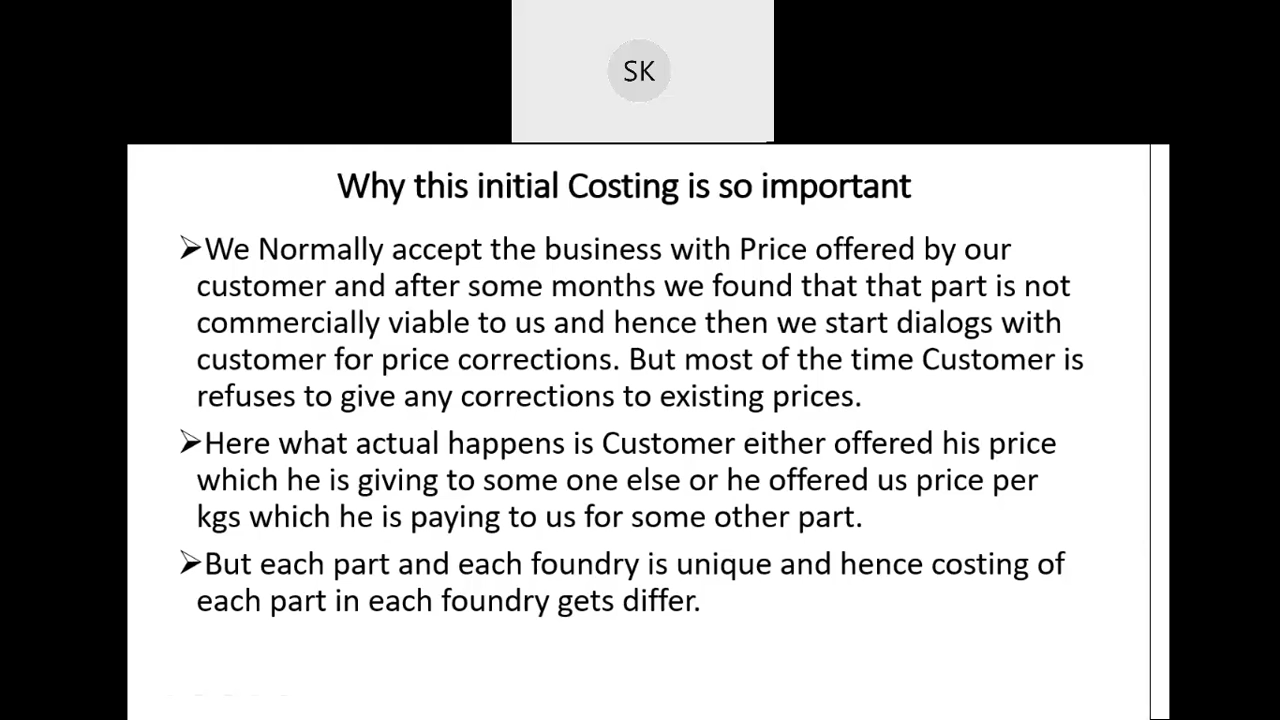 SK
Why this initial Costing is so important
➢We Normally accept the business with Price offered by our
customer and after some months we found that that part is not
commercially viable to us and hence then we start dialogs with
customer for price corrections. But most of the time Customer is
refuses to give any corrections to existing prices.
➢Here what actual happens is Customer either offered his price
which he is giving to some one else or he offered us price per
kgs which he is paying to us for some other part.
➢But each part and each foundry is unique and hence costing of
each part in each foundry gets differ.